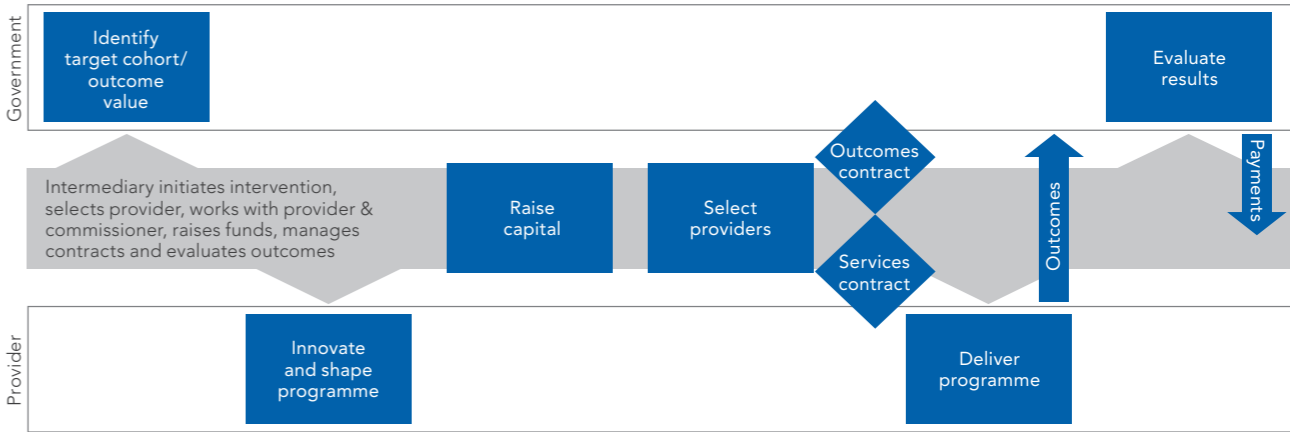 Government
Identify
target cohort/
outcome
value
Evaluate
results
Intermediary initiates intervention,
selects provider, works with provider &
commissioner, raises funds, manages
contracts and evaluates outcomes
Raise
capital
Select
providers
Outcomes
contract
Services
contract
Outcomes
Payments
Provider
Innovate
and shape
programme
Deliver
programme